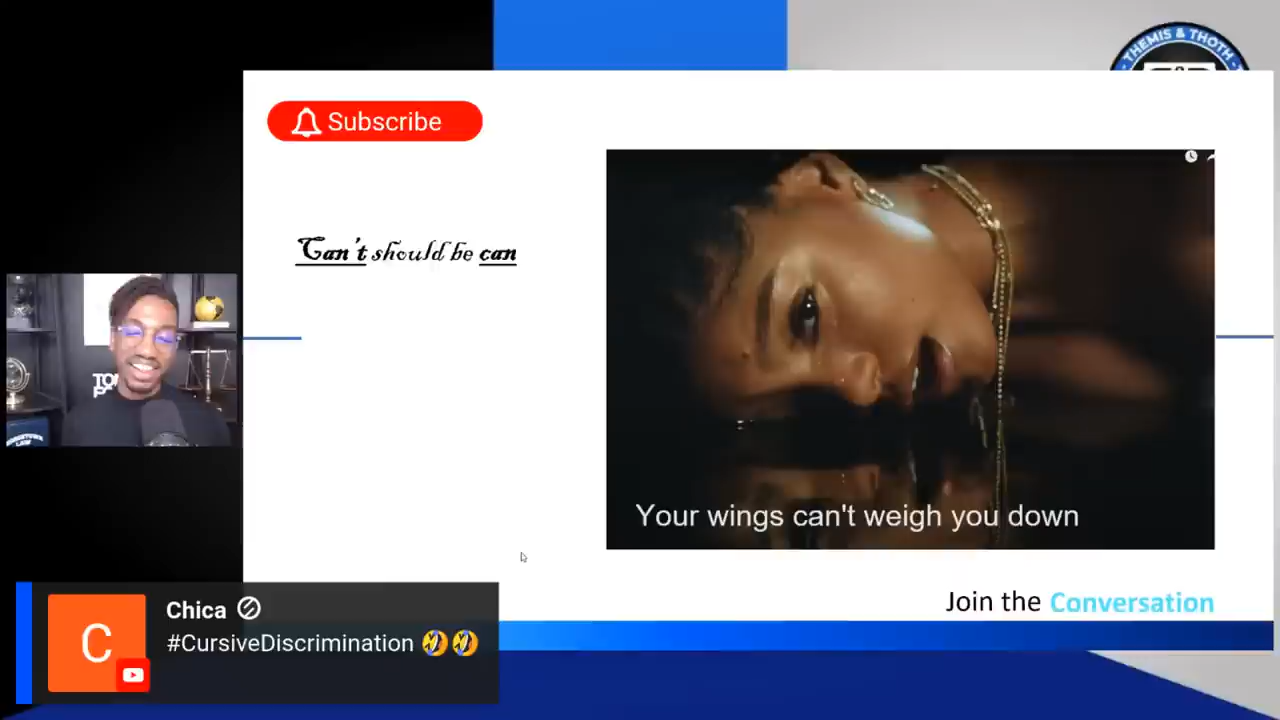 THEMIS & THOTH
Subscribe
Can't should be can
Your wings can't weigh you down
Join the Conversation
Chica
#CursiveDiscrimination 🤣🤣
C